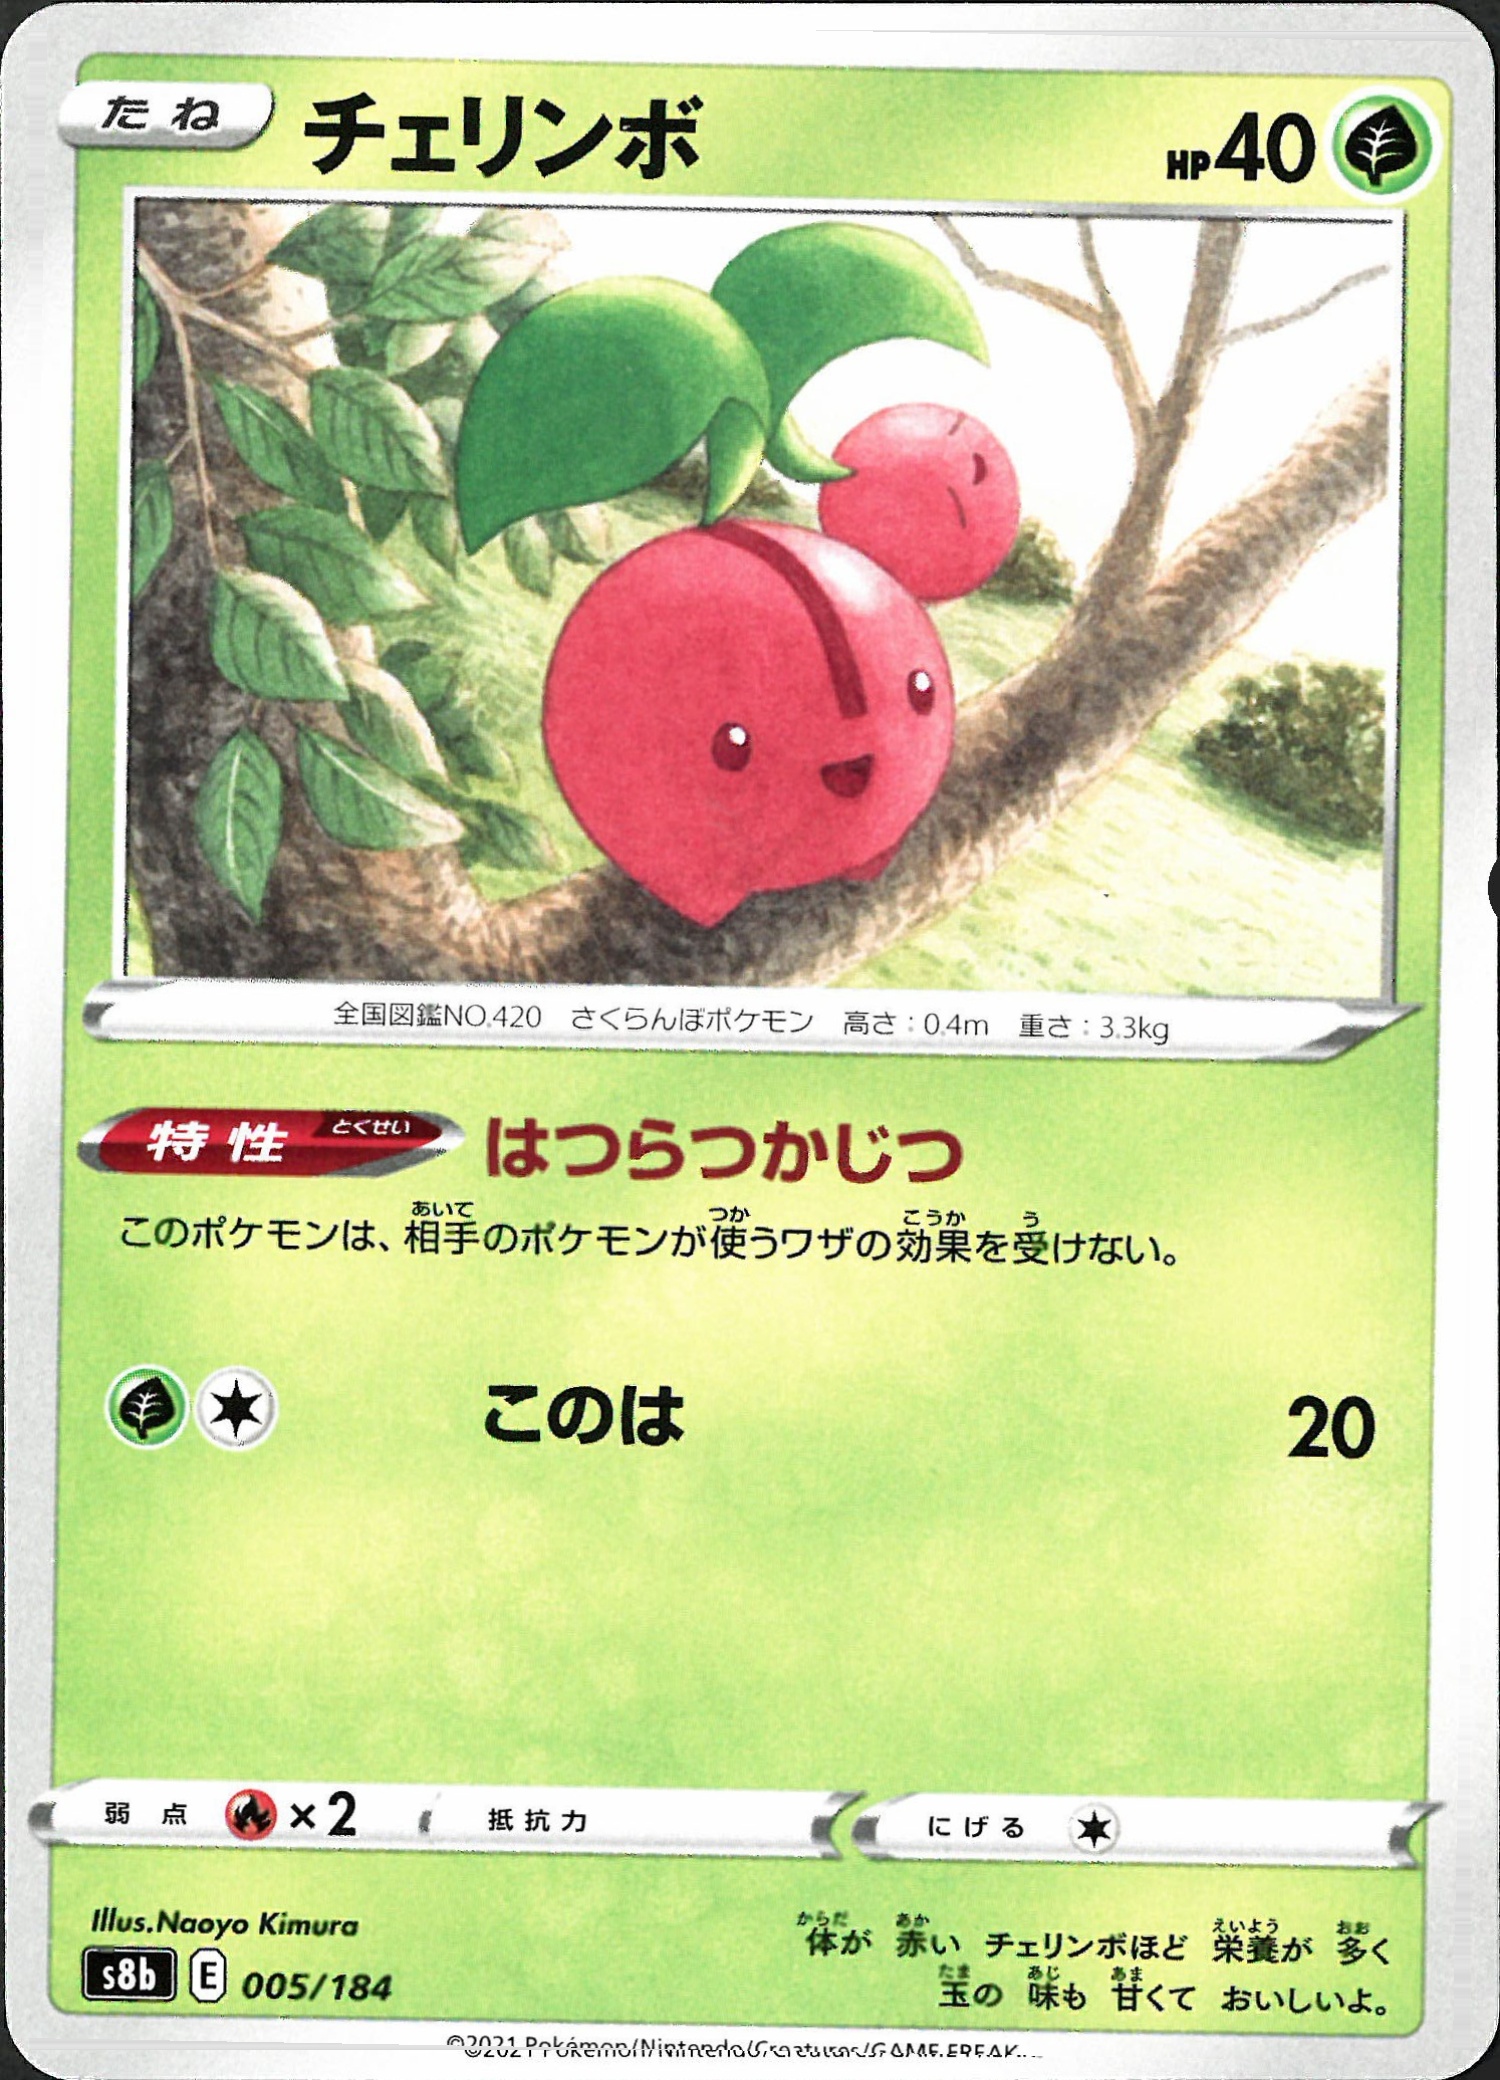 たね チェリンボ HP40
全国図鑑NO.420 さくらんぼポケモン 高さ:0.4m 重さ:3.3kg
特性 とくせい はつらつかじつ
あいて つか こうか う
このポケモンは、相手のポケモンが使うワザの効果を受けない。
このは 20
弱点 ×2 抵抗力 にげる
Illus.Naoyo Kimura
からだ あか えいよう おお
体が 赤い チェリンボほど 栄養が 多く
たま あじ あま
玉の 味も 甘くて おいしいよ。
s8b E 005/184
©2021 Pokémon/Nintendo/Creatures/GAME FREAK